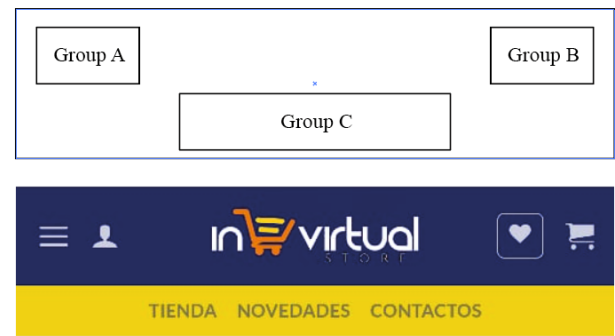 Group A
Group B
Group C
in virtual
STORE
TIENDA NOVEDADES CONTACTOS